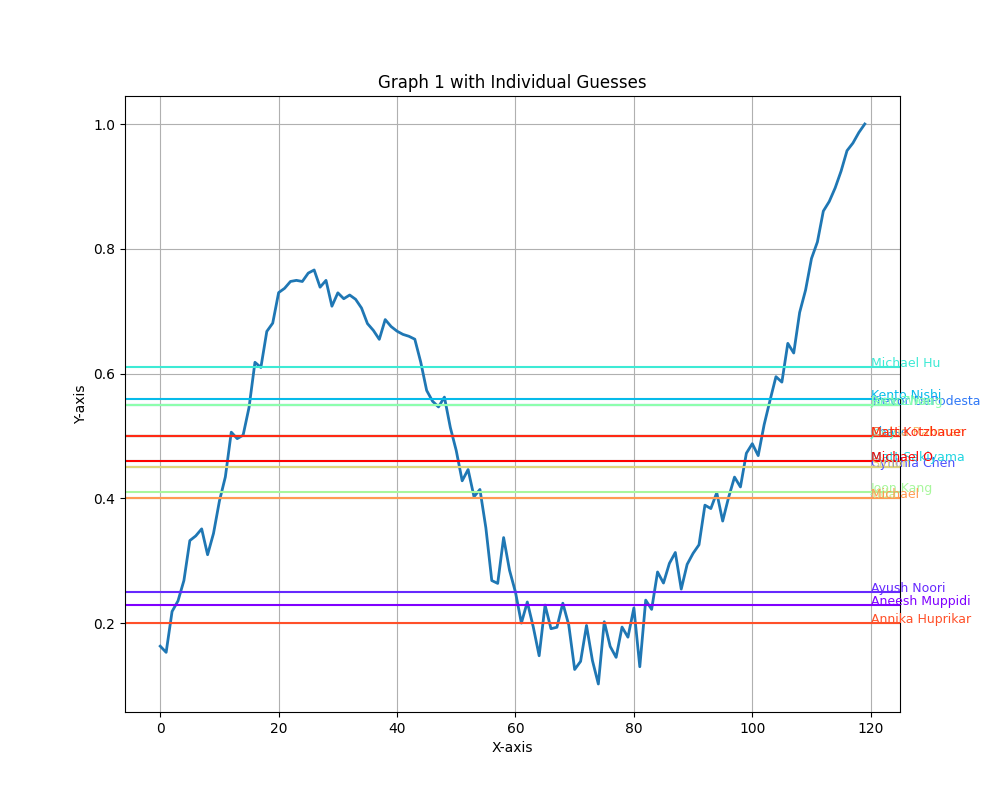 Graph 1 with Individual Guesses
Y-axis
1.0
0.8
0.6
0.4
0.2
Michael Hu
Kento Nishi
Matt Kotzbauer
Michael O
Cynthia Chen
Michael
Ayush Noori
Aneesh Muppidi
Annika Huprikar
0
20
40
60
80
100
120
X-axis